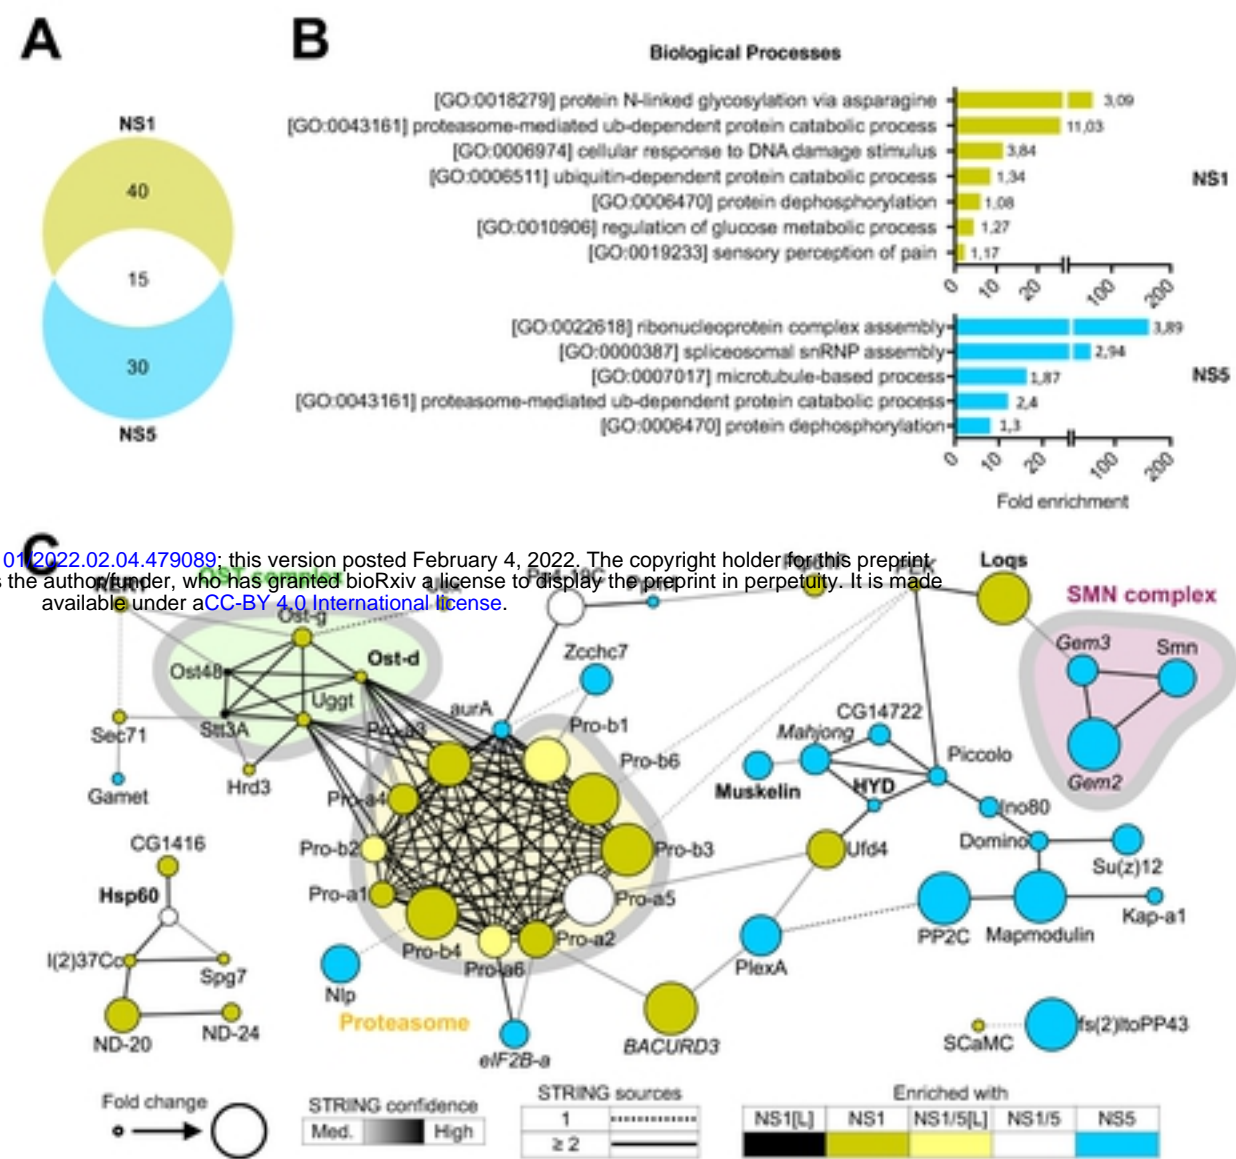 A
B
Biological Processes
NS1
40
15
30
NS5
[GO:0018279] protein N-linked glycosylation via asparagine 3,09
[GO:0043161] proteasome-mediated ub-dependent protein catabolic process 11,03
[GO:0006974] cellular response to DNA damage stimulus 3,84
[GO:0006511] ubiquitin-dependent protein catabolic process 1,34
NS1
[GO:0006470] protein dephosphorylation 1,08
[GO:0010906] regulation of glucose metabolic process 1,27
[GO:0019233] sensory perception of pain 1,17
0 10 20 100 200
[GO:0022618] ribonucleoprotein complex assembly 3,89
[GO:0000387] spliceosomal snRNP assembly 2,94
[GO:0007017] microtubule-based process 1,87
NS5
[GO:0043161] proteasome-mediated ub-dependent protein catabolic process 2,4
[GO:0006470] protein dephosphorylation 1,3
0 10 20 100 200
Fold enrichment
C
01/2022.02.04.479089; this version posted February 4, 2022. The copyright holder for this preprint
s the author/funder, who has granted bioRxiv a license to display the preprint in perpetuity. It is made
available under aCC-BY 4.0 International license.
OST complex
Loqs
SMN complex
Ost-g
Ost48
Ost-d
Uggt
Stt3A
Sec71
Gamet
Hrd3
Zcchc7
aurA
Pro-b1
Pro-b6
Pro-a4
Pro-b2
Pro-b3
Pro-a1
Pro-a5
Pro-b4
Pro-a2
Pro-a6
Proteasome
Nlp
eIF2B-a
BACURD3
PlexA
Ufd4
Muskelin
Mahjong
CG14722
HYD
Piccolo
Ino80
Domino
Su(z)12
PP2C
Mapmodulin
Kap-a1
Gem3
Smn
Gem2
CG1416
Hsp60
l(2)37Cc
Spg7
ND-20
ND-24
SCaMC
fs(2)ltoPP43
Fold change
STRING confidence
Med. High
STRING sources
1
≥ 2
Enriched with
NS1[L] NS1 NS1/5[L] NS1/5 NS5